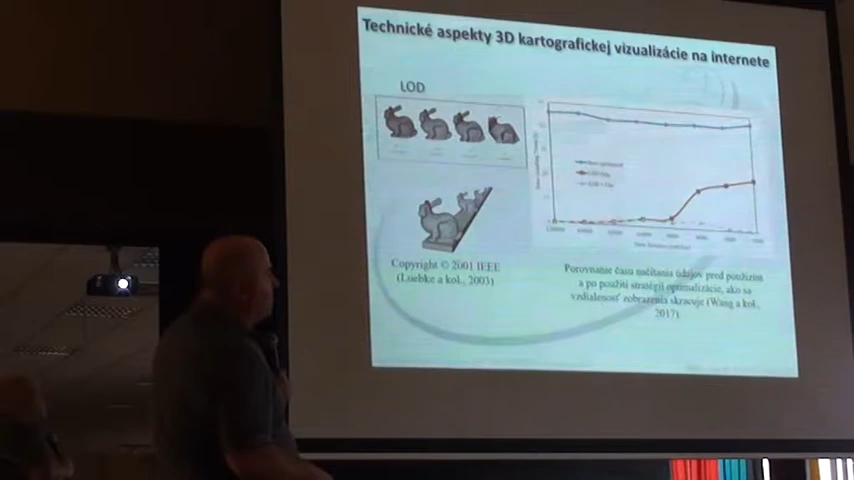 Technické aspekty 3D kartografickej vizualizácie na internete
LOD
Copyright © 2001 IEEE
(Luebke a kol., 2003)
Porovnanie času načítania údajov pred použitím
a po použití stratégií optimalizácie, ako sa
vzdialenosť zobrazenia skracuje (Wang a kol.,
2017)